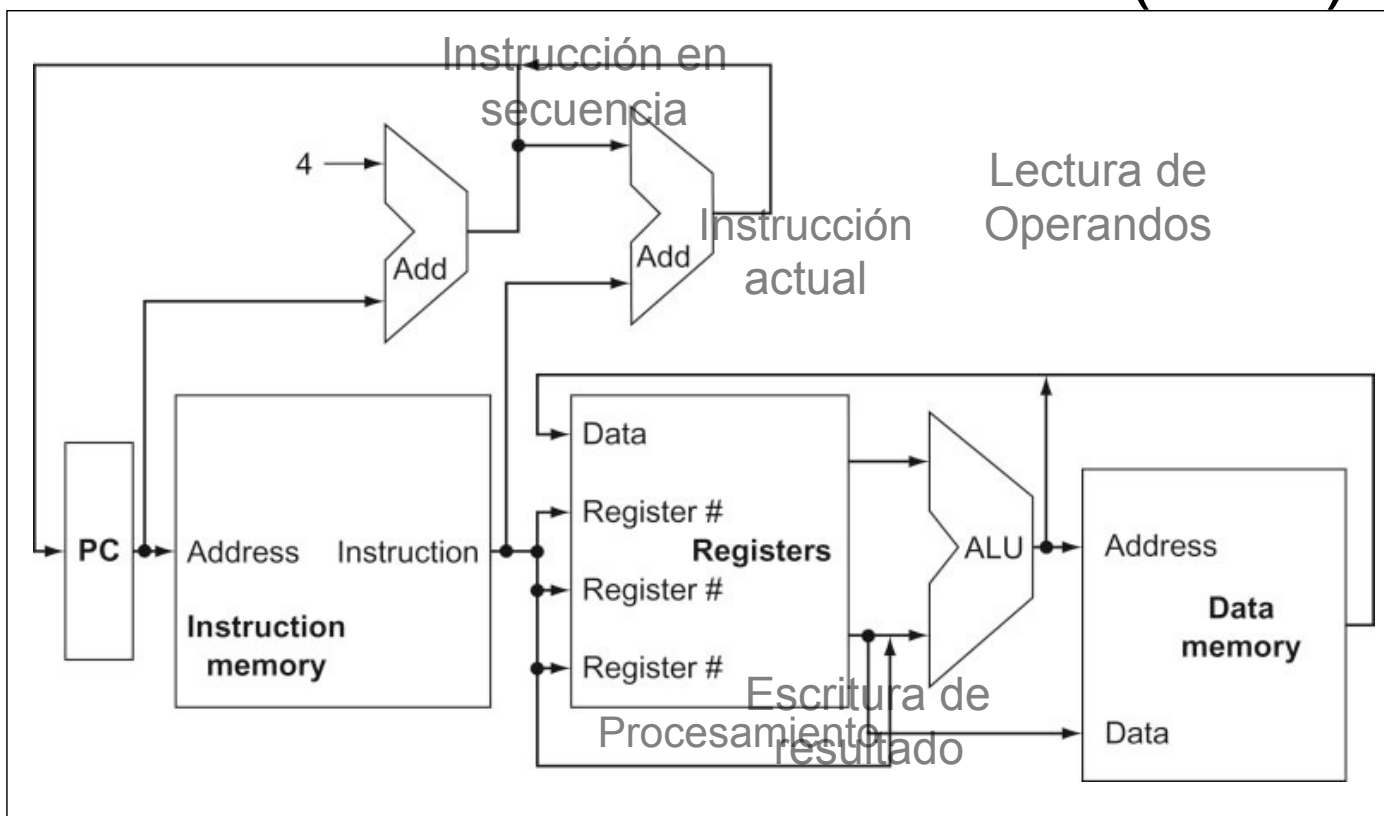 Instrucción en
secuencia
4
Add
Add
Instrucción
actual
Lectura de
Operandos
PC
Address
Instruction
Instruction
memory
Data
Register #
Register #
Register #
Registers
ALU
Address
Data
memory
Data
Escritura de
resultado
Procesamiento